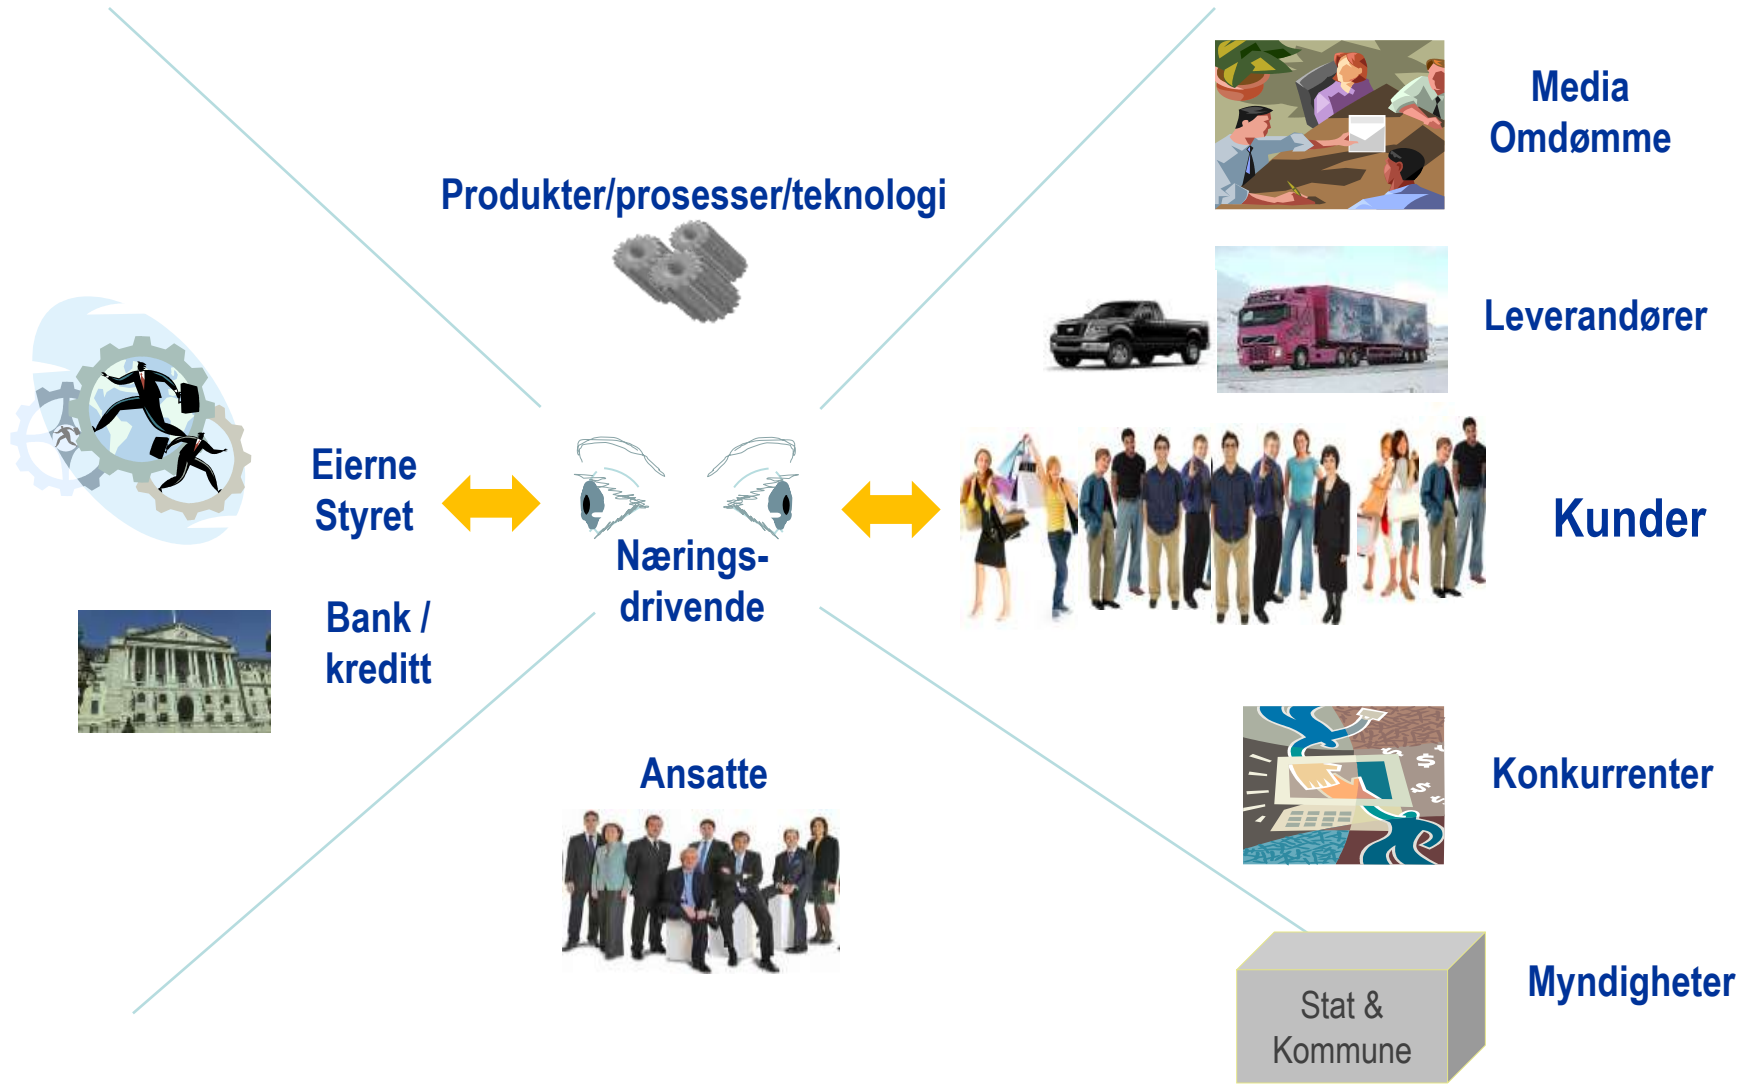 Media
Omdømme
Produkter/prosesser/teknologi
Leverandører
Eierne
Styret
Kunder
Nærings-
drivende
Bank /
kreditt
Ansatte
Konkurrenter
Myndigheter
Stat &
Kommune